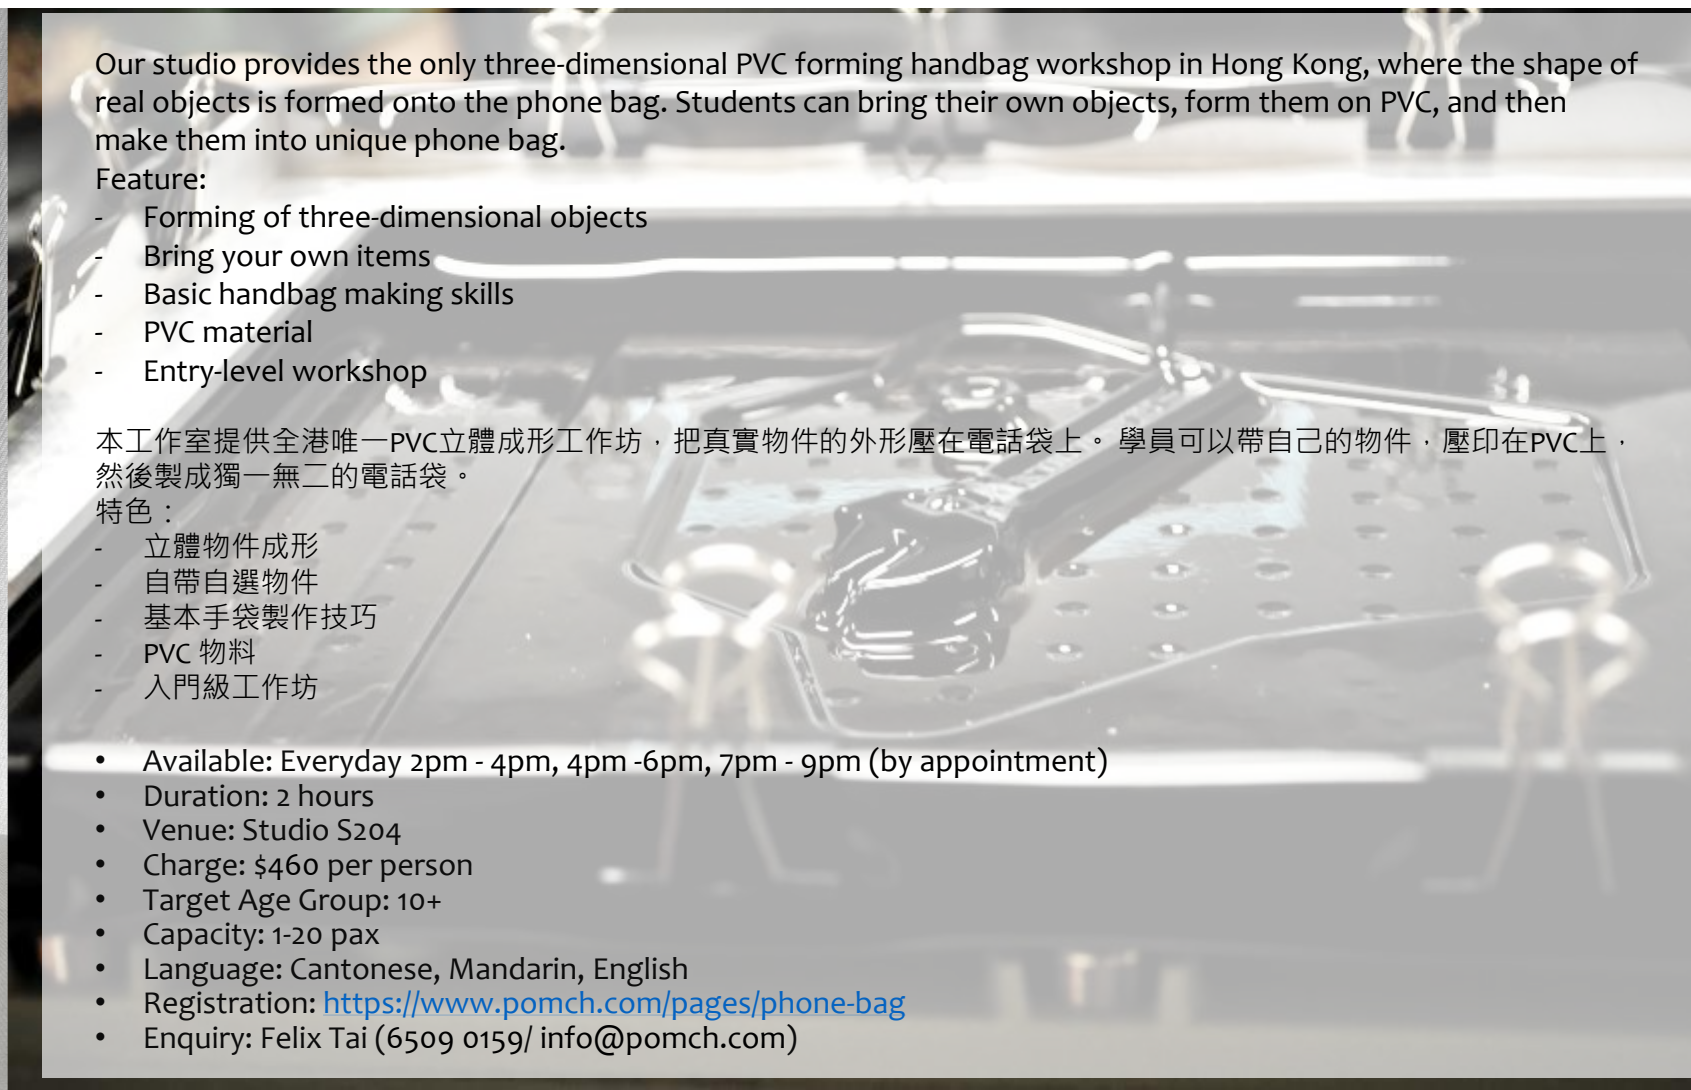 Our studio provides the only three-dimensional PVC forming handbag workshop in Hong Kong, where the shape of
real objects is formed onto the phone bag. Students can bring their own objects, form them on PVC, and then
make them into unique phone bag.
Feature:
- Forming of three-dimensional objects
- Bring your own items
- Basic handbag making skills
- PVC material
- Entry-level workshop
本工作室提供全港唯一PVC立體成形工作坊，把真實物件的外形壓在電話袋上。 學員可以帶自己的物件，壓印在PVC上，
然後製成獨一無二的電話袋。
特色：
- 立體物件成形
- 自帶自選物件
- 基本手袋製作技巧
- PVC 物料
- 入門級工作坊
• Available: Everyday 2pm - 4pm, 4pm -6pm, 7pm - 9pm (by appointment)
• Duration: 2 hours
• Venue: Studio S204
• Charge: $460 per person
• Target Age Group: 10+
• Capacity: 1-20 pax
• Language: Cantonese, Mandarin, English
• Registration: https://www.pomch.com/pages/phone-bag
• Enquiry: Felix Tai (6509 0159/ info@pomch.com)